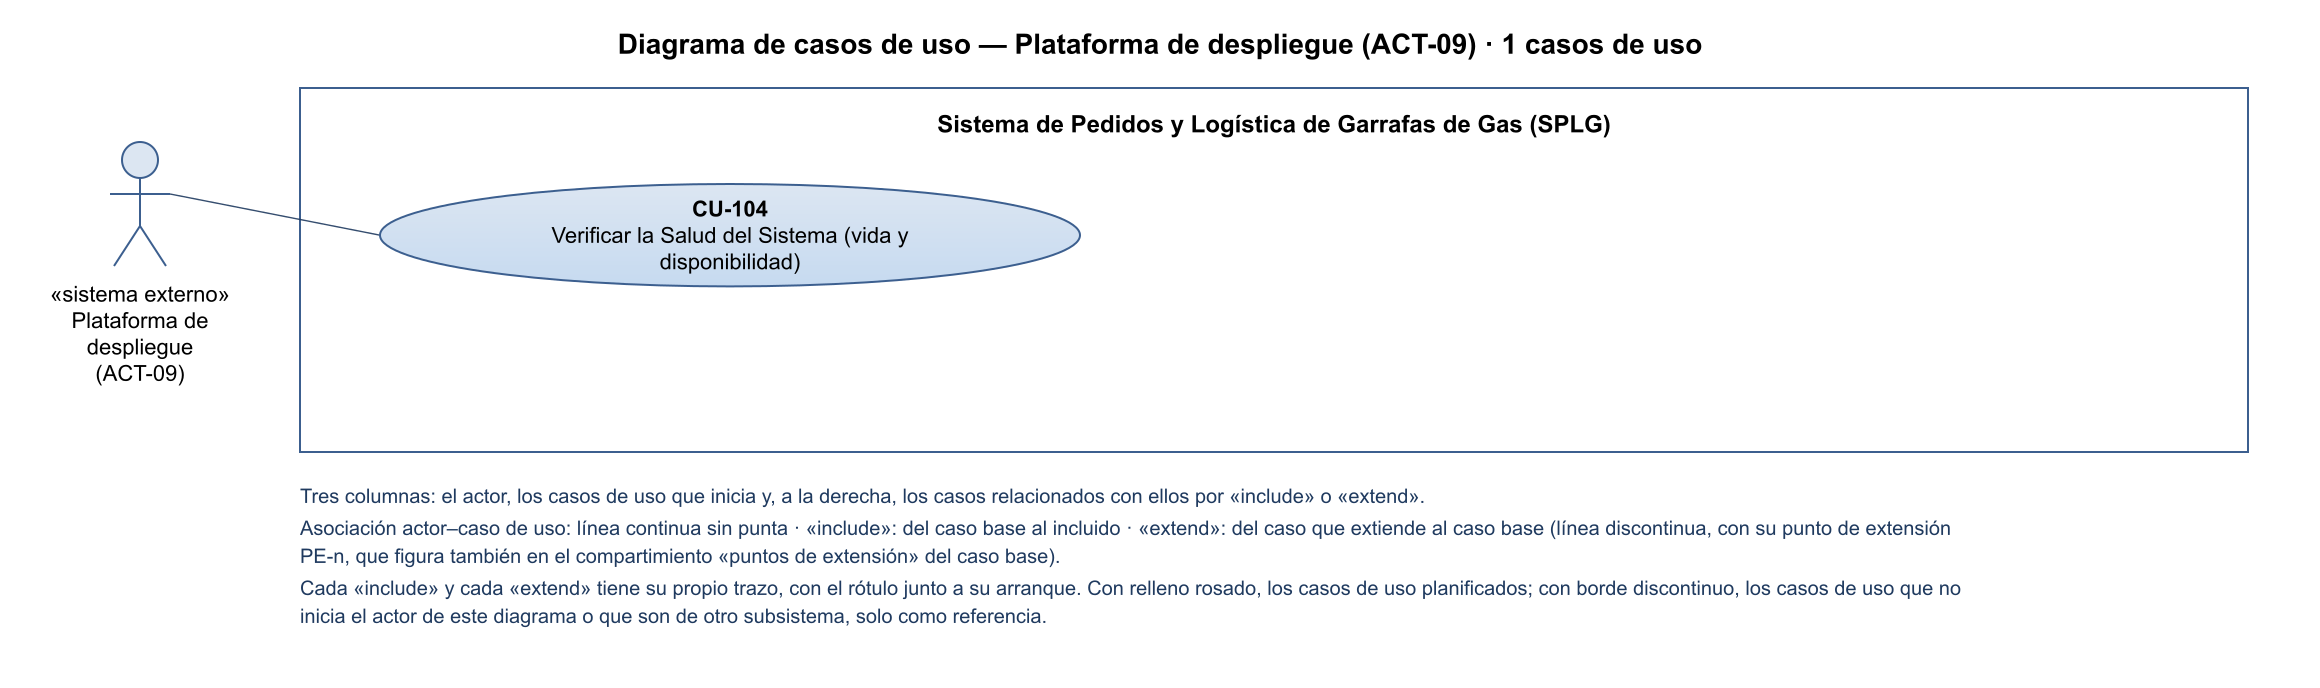 Diagrama de casos de uso — Plataforma de despliegue (ACT-09) · 1 casos de uso
Sistema de Pedidos y Logística de Garrafas de Gas (SPLG)
CU-104
Verificar la Salud del Sistema (vida y
disponibilidad)
«sistema externo»
Plataforma de
despliegue
(ACT-09)
Tres columnas: el actor, los casos de uso que inicia y, a la derecha, los casos relacionados con ellos por «include» o «extend».
Asociación actor–caso de uso: línea continua sin punta · «include»: del caso base al incluido · «extend»: del caso que extiende al caso base (línea discontinua, con su punto de extensión
PE-n, que figura también en el compartimiento «puntos de extensión» del caso base).
Cada «include» y cada «extend» tiene su propio trazo, con el rótulo junto a su arranque. Con relleno rosado, los casos de uso planificados; con borde discontinuo, los casos de uso que no
inicia el actor de este diagrama o que son de otro subsistema, solo como referencia.